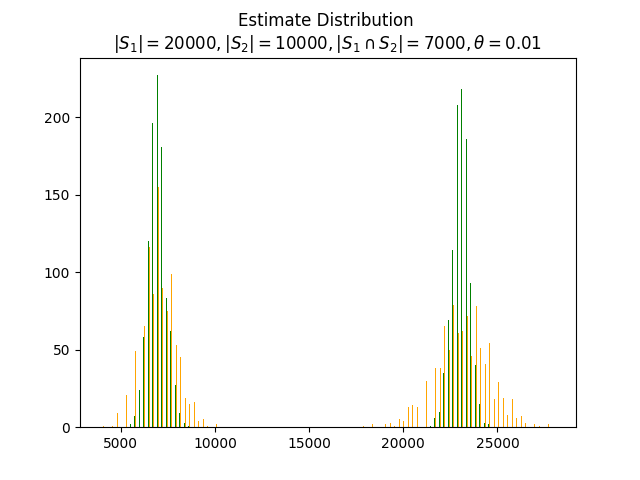 Estimate Distribution
|S₁| = 20000, |S₂| = 10000, |S₁ ∩ S₂| = 7000, θ = 0.01
200
150
100
50
0
5000 10000 15000 20000 25000